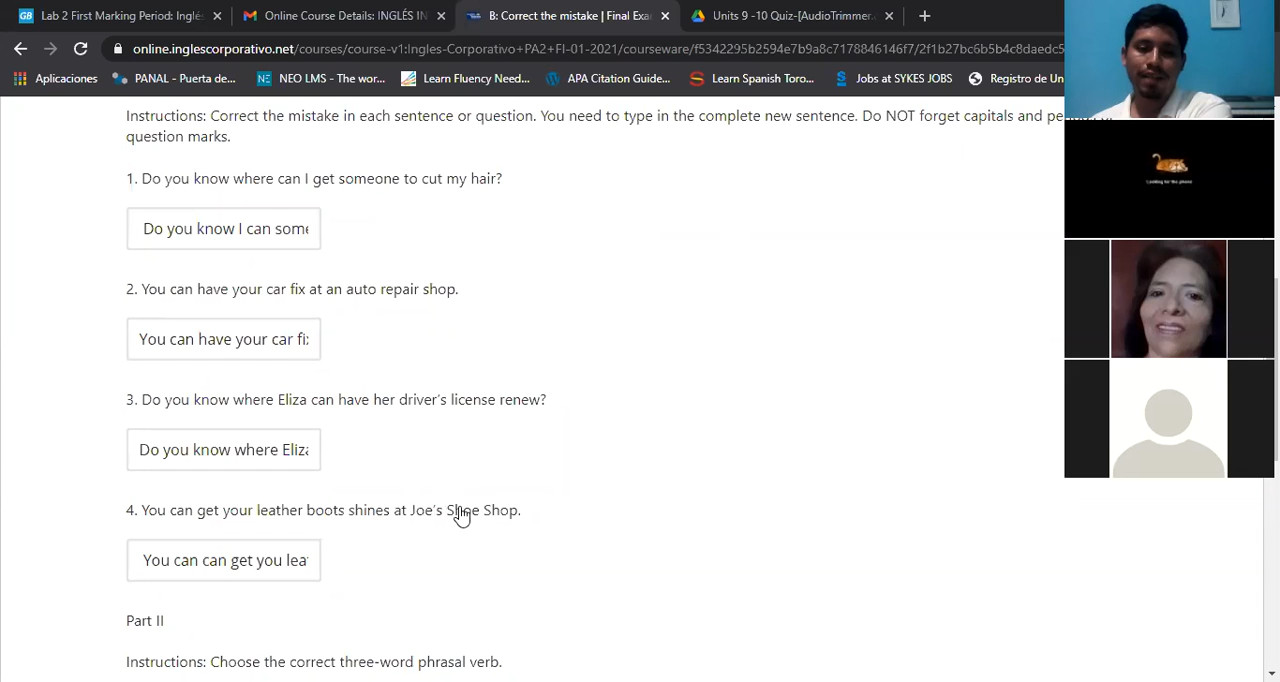 Lab 2 First Marking Period: Inglé
Online Course Details: INGLÉS IN
B: Correct the mistake | Final Exa
Units 9 -10 Quiz-[AudioTrimmer.
online.inglescorporativo.net/courses/course-v1:Ingles-Corporativo+PA2+FI-01-2021/courseware/f5342295b2594e7b9a8c7178846146f7/2f1b27bc6b5b4c8daedc5
Aplicaciones
PANAL - Puerta de...
NEO LMS - The wor...
Learn Fluency Need...
APA Citation Guide...
Learn Spanish Toro...
Jobs at SYKES JOBS
Registro de Un
Instructions: Correct the mistake in each sentence or question. You need to type in the complete new sentence. Do NOT forget capitals and
question marks.
1. Do you know where can I get someone to cut my hair?
Do you know I can some
2. You can have your car fix at an auto repair shop.
You can have your car fix
3. Do you know where Eliza can have her driver's license renew?
Do you know where Eliza
4. You can get your leather boots shines at Joe's Shoe Shop.
You can can get you lea
Part II
Instructions: Choose the correct three-word phrasal verb.